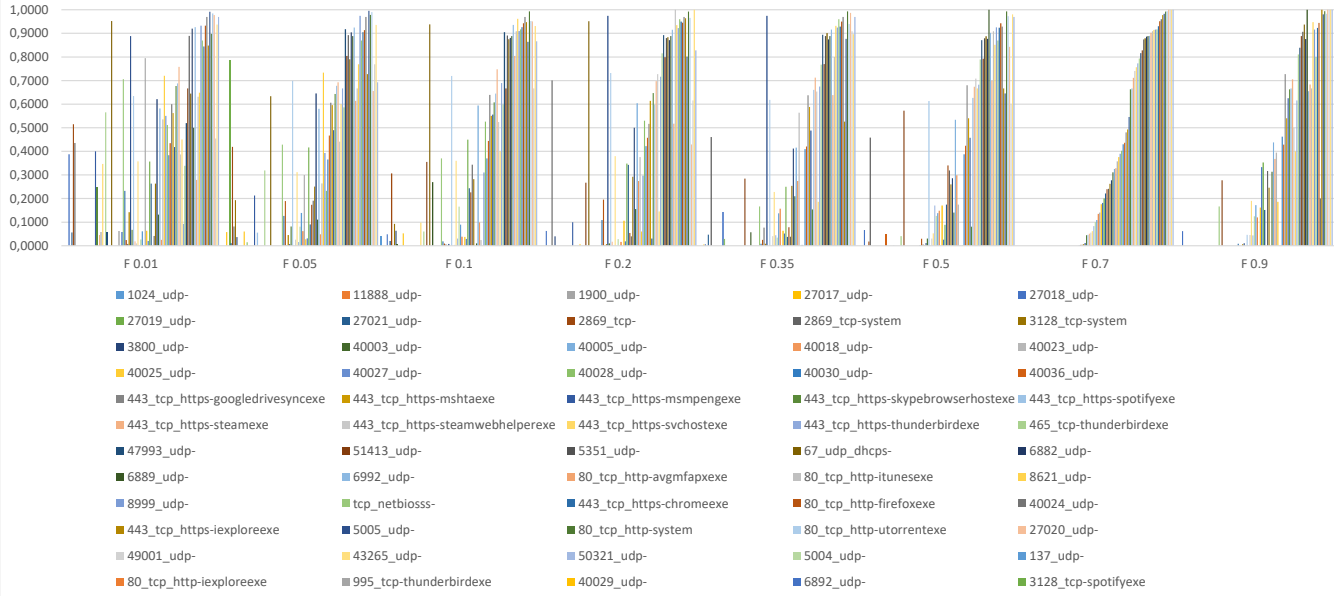 1,0000
0,9000
0,8000
0,7000
0,6000
0,5000
0,4000
0,3000
0,2000
0,1000
0,0000
F 0.01 F 0.05 F 0.1 F 0.2 F 0.35 F 0.5 F 0.7 F 0.9
1024_udp- 11888_udp- 1900_udp- 27017_udp- 27018_udp-
27019_udp- 27021_udp- 2869_tcp- 2869_tcp-system 3128_tcp-system
3800_udp- 40003_udp- 40005_udp- 40018_udp- 40023_udp-
40025_udp- 40027_udp- 40028_udp- 40030_udp- 40036_udp-
443_tcp_https-googledrivesyncexe 443_tcp_https-mshtaexe 443_tcp_https-msmpengexe 443_tcp_https-skypebrowserhostexe 443_tcp_https-spotifyexe
443_tcp_https-steamexe 443_tcp_https-steamwebhelperexe 443_tcp_https-svchostexe 443_tcp_https-thunderbirdexe 465_tcp-thunderbirdexe
47993_udp- 51413_udp- 5351_udp- 67_udp_dhcps- 6882_udp-
6889_udp- 6992_udp- 80_tcp_http-avgmfapxexe 80_tcp_http-itunesexe 8621_udp-
8999_udp- tcp_netbiosss- 443_tcp_https-chromeexe 80_tcp_http-firefoxexe 40024_udp-
443_tcp_https-iexploreexe 5005_udp- 80_tcp_http-system 80_tcp_http-utorrentexe 27020_udp-
49001_udp- 43265_udp- 50321_udp- 5004_udp- 137_udp-
80_tcp_http-iexploreexe 995_tcp-thunderbirdexe 40029_udp- 6892_udp- 3128_tcp-spotifyexe